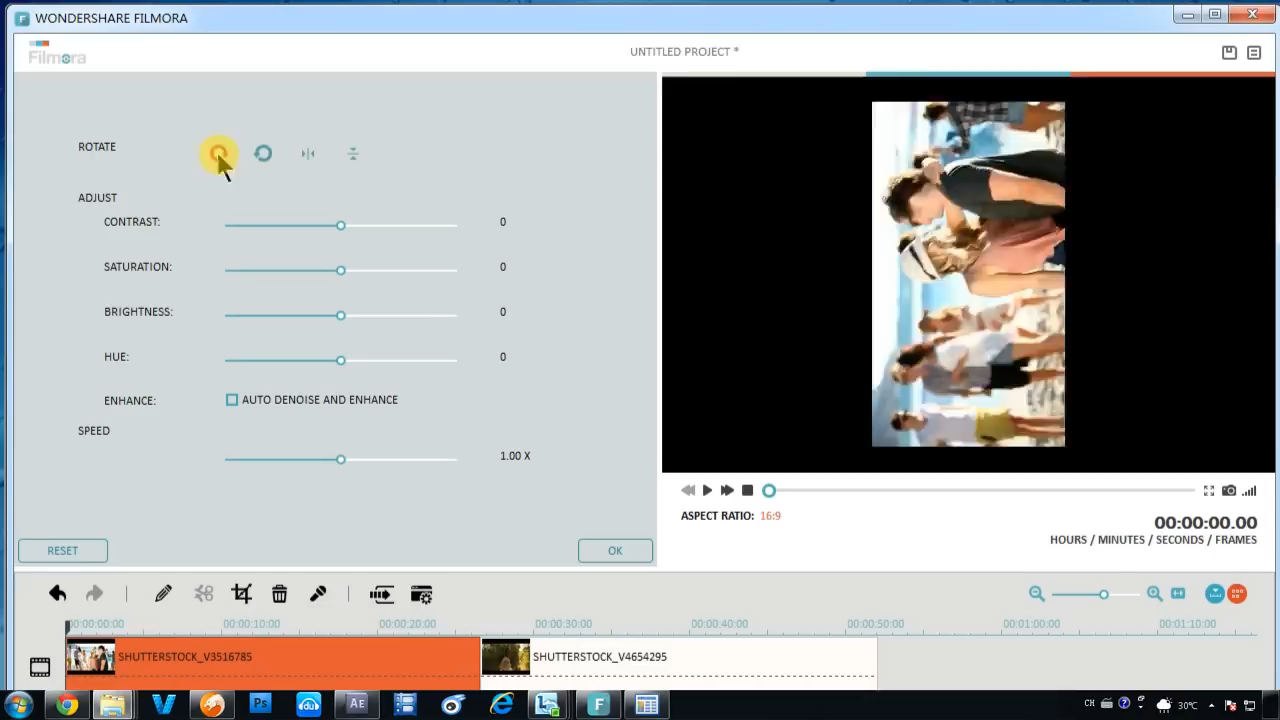 WONDERSHARE FILMORA
Filmora
UNTITLED PROJECT *
ROTATE
ADJUST
CONTRAST: 0
SATURATION: 0
BRIGHTNESS: 0
HUE: 0
ENHANCE: AUTO DENOISE AND ENHANCE
SPEED
1.00 X
RESET
OK
ASPECT RATIO: 16:9
00:00:00.00
HOURS / MINUTES / SECONDS / FRAMES
00:00:00:00 00:00:10:00 00:00:20:00 00:00:30:00 00:00:40:00 00:00:50:00 00:01:00:00 00:01:10:00
SHUTTERSTOCK_V3516785
SHUTTERSTOCK_V4654295
Ps
AE
CH
30℃